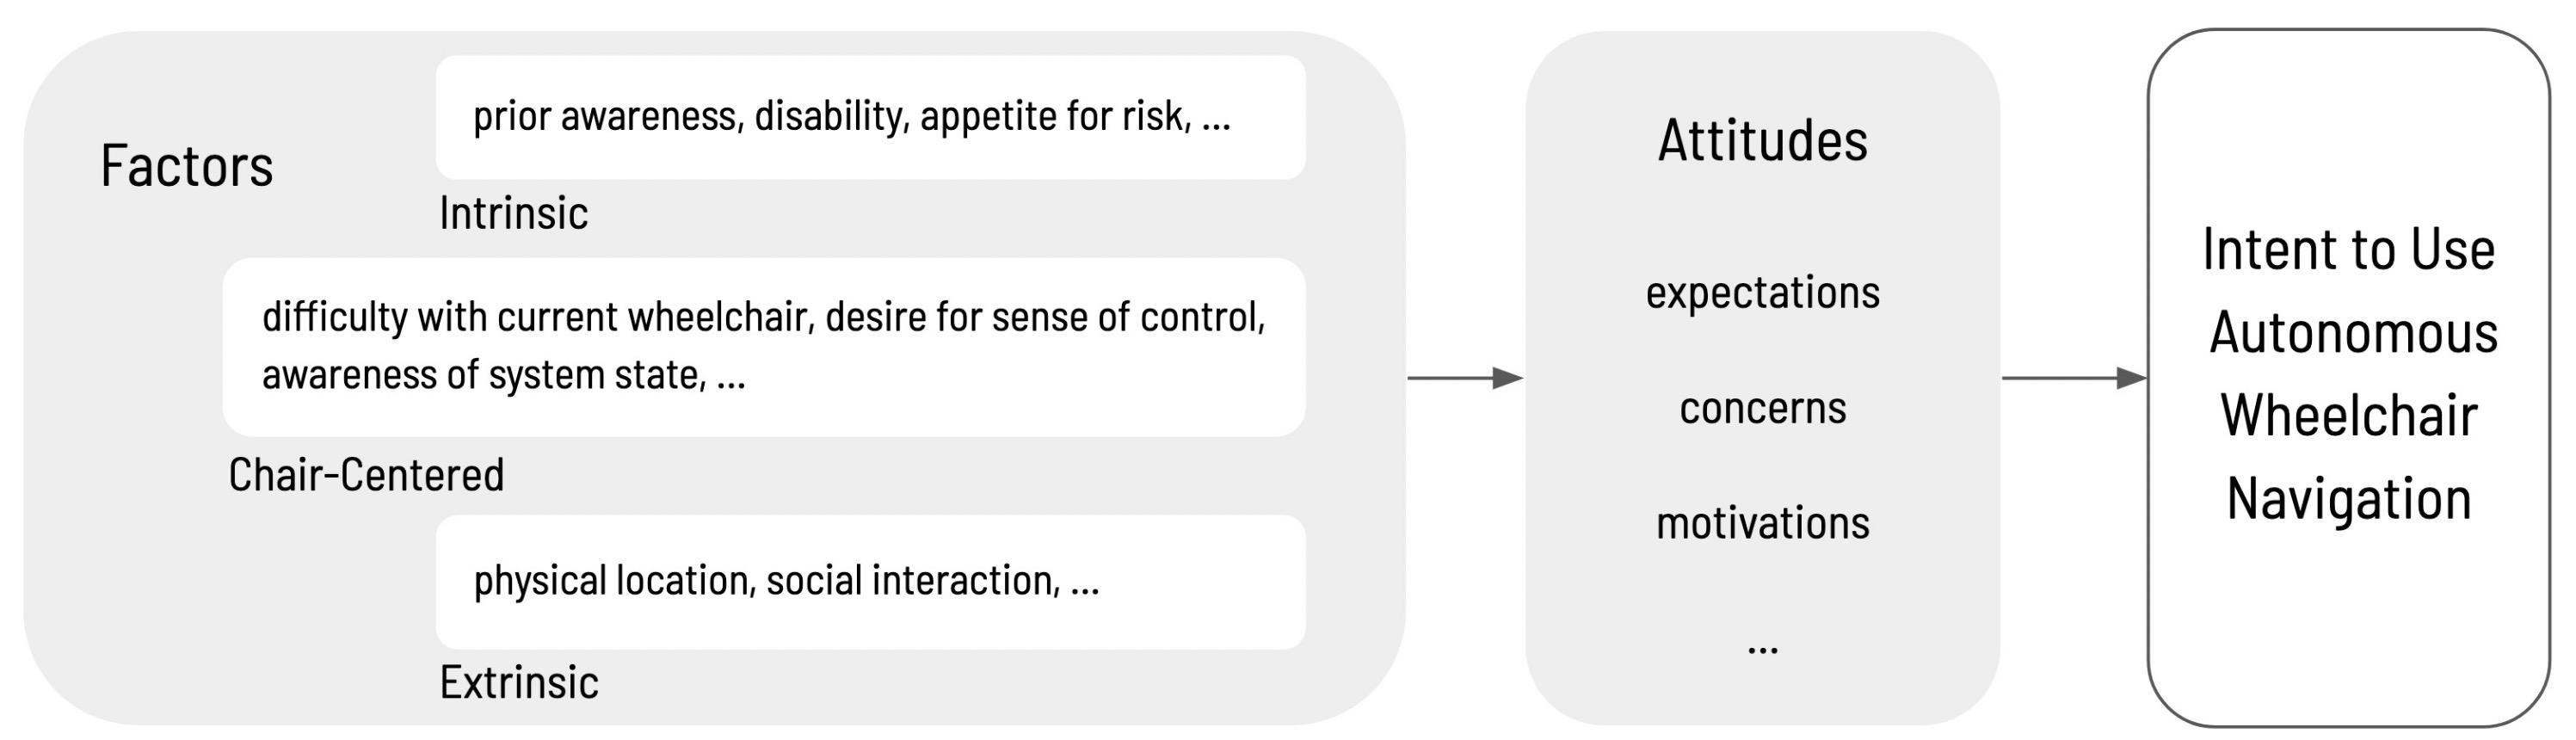 Factors
prior awareness, disability, appetite for risk, ...
Intrinsic
difficulty with current wheelchair, desire for sense of control,
awareness of system state, ...
Chair-Centered
physical location, social interaction, ...
Extrinsic
Attitudes
expectations
concerns
motivations
...
Intent to Use
Autonomous
Wheelchair
Navigation